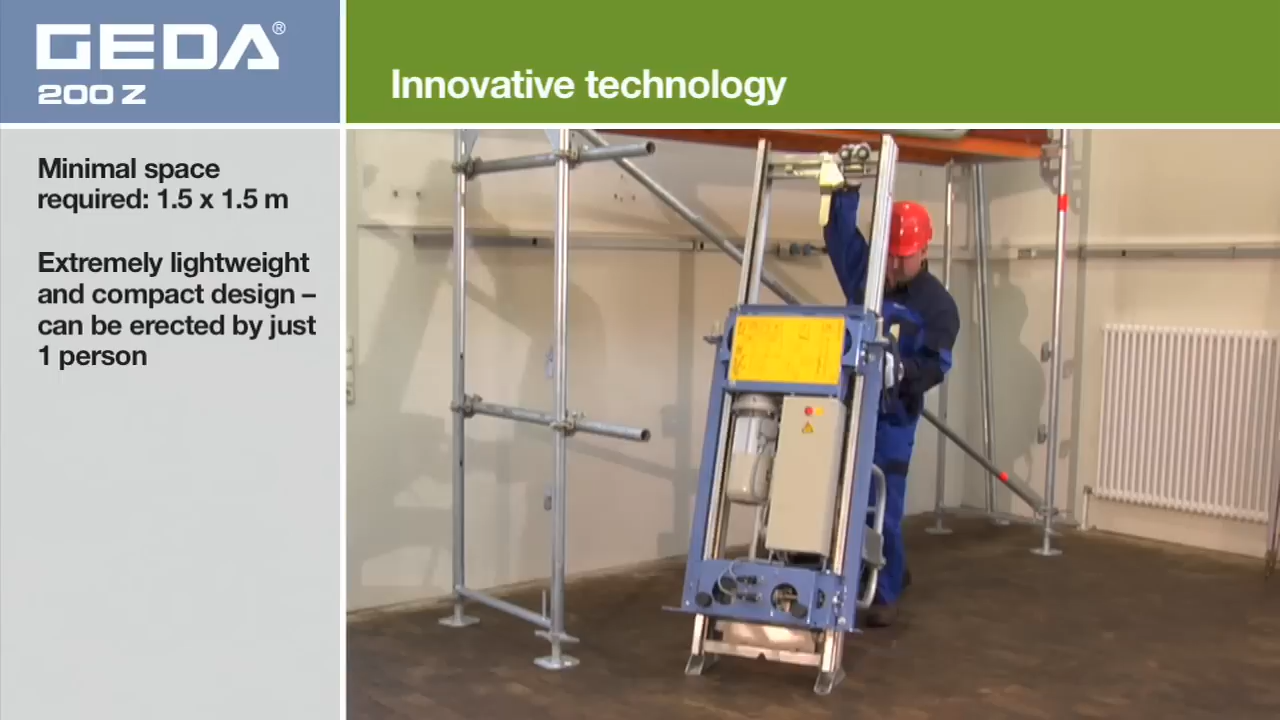 GEDA®
200 Z
Innovative technology
Minimal space
required: 1.5 x 1.5 m
Extremely lightweight
and compact design –
can be erected by just
1 person